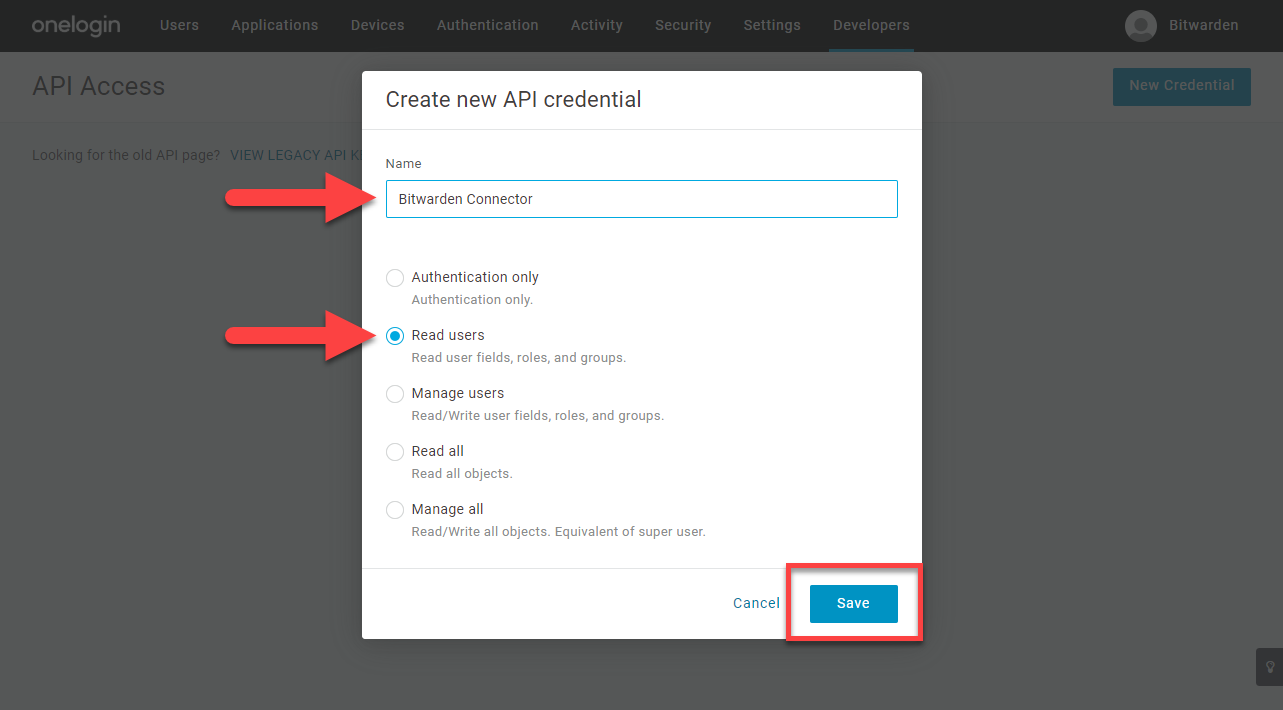 onelogin Users Applications Devices Authentication Activity Security Settings Developers Bitwarden
API Access
New Credential
Looking for the old API page? VIEW LEGACY API
Create new API credential
Name
Bitwarden Connector
Authentication only
Authentication only.
Read users
Read user fields, roles, and groups.
Manage users
Read/Write user fields, roles, and groups.
Read all
Read all objects.
Manage all
Read/Write all objects. Equivalent of super user.
Cancel Save